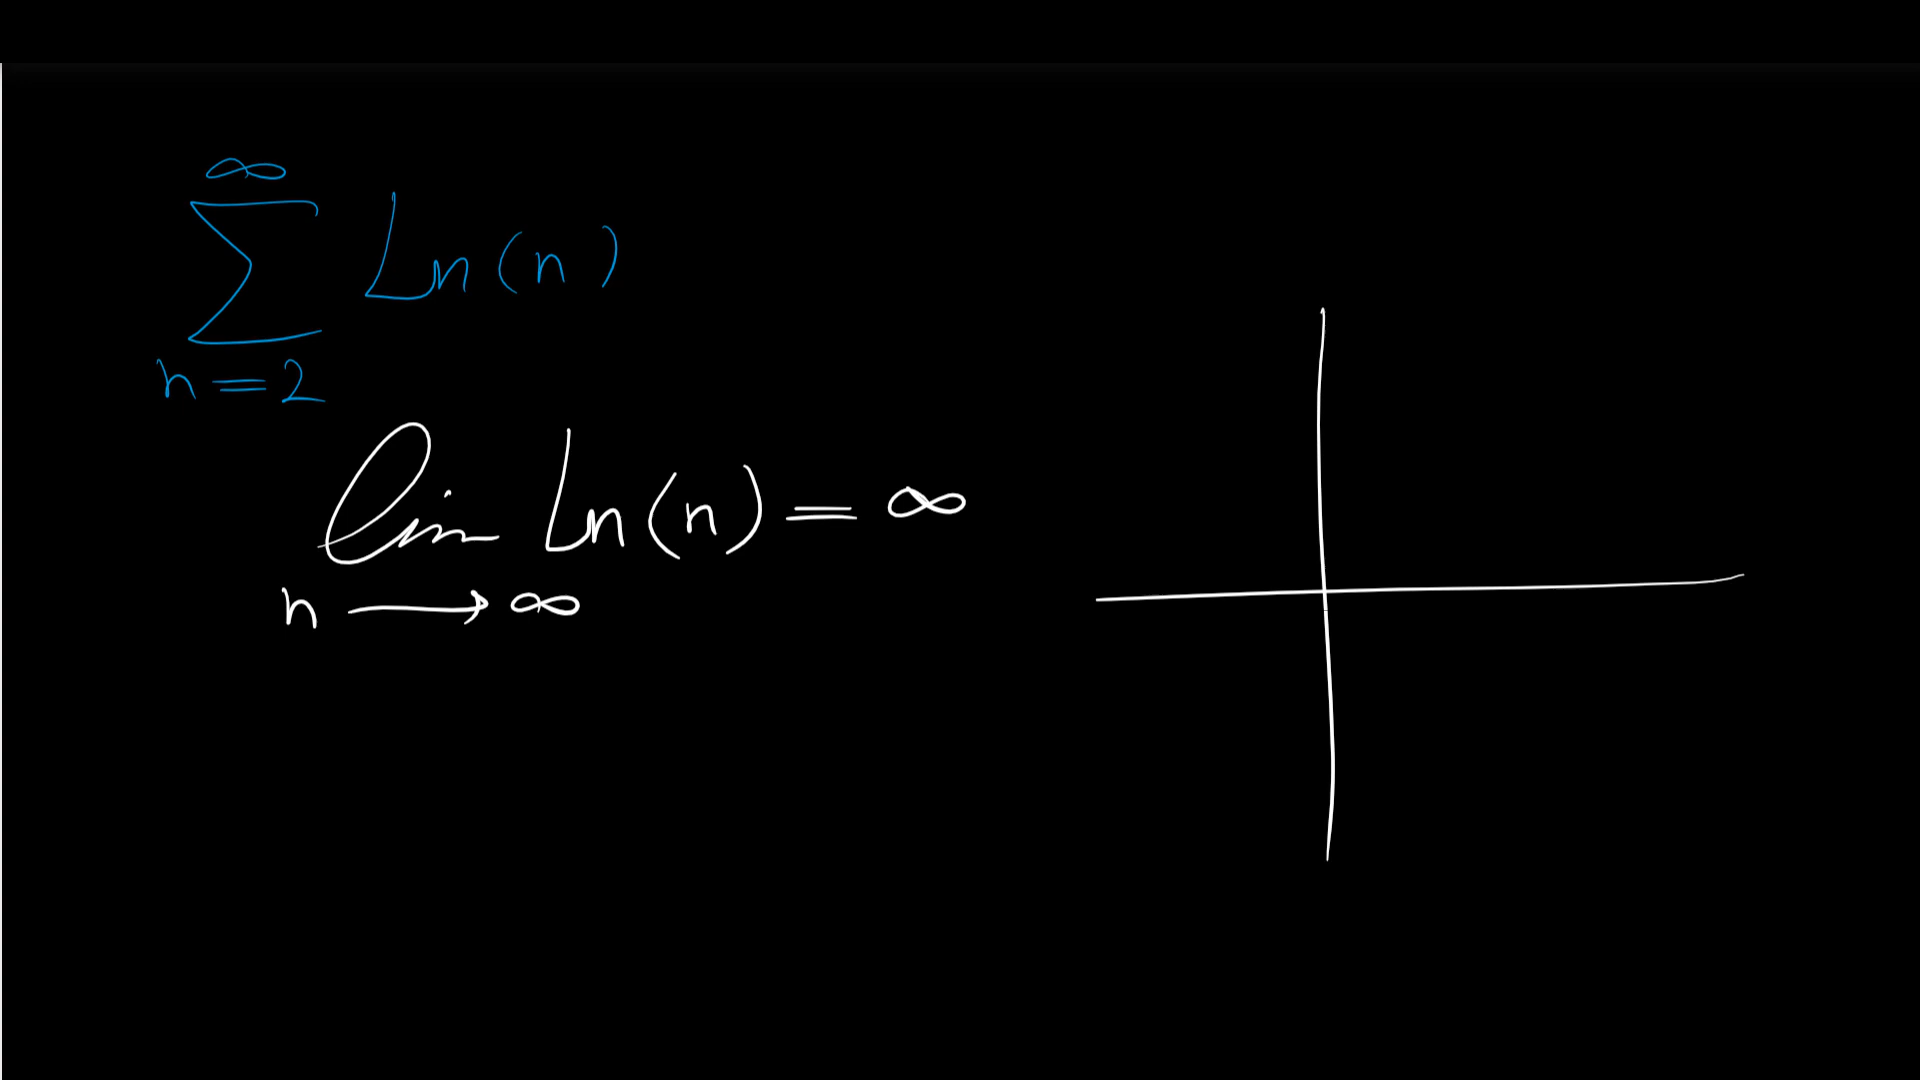 ∞
∑ Ln(n)
n=2
lim Ln(n) = ∞
n → ∞